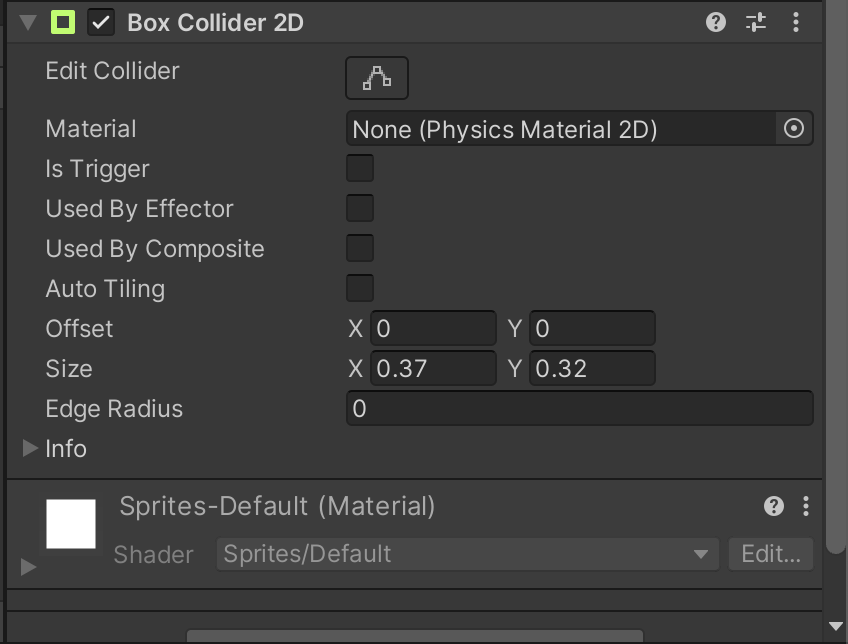 Box Collider 2D
Edit Collider
Material None (Physics Material 2D)
Is Trigger
Used By Effector
Used By Composite
Auto Tiling
Offset X 0 Y 0
Size X 0.37 Y 0.32
Edge Radius 0
Info
Sprites-Default (Material)
Shader Sprites/Default Edit...